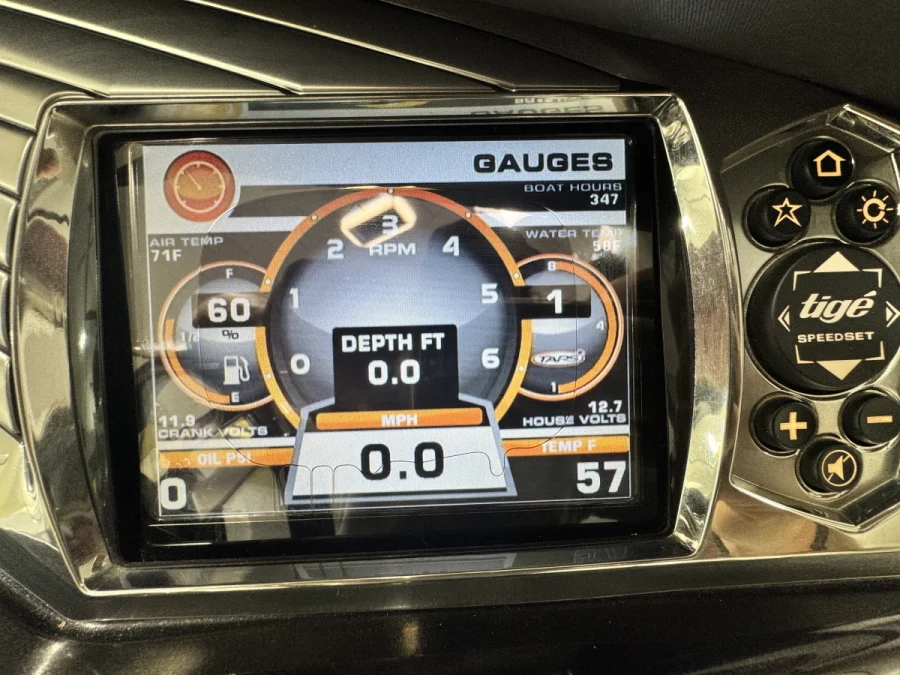 GAUGES
BOAT HOURS
347
AIR TEMP
71F
WATER TEMP
58F
2
3
4
RPM
1
5
0
6
F
60
%
1/2
E
8
1
4
TAPS
1
DEPTH FT
0.0
11.9
CRANK VOLTS
12.7
HOUSE VOLTS
MPH
0.0
OIL PSI
0
TEMP F
57
tigé
SPEEDSET
+
-